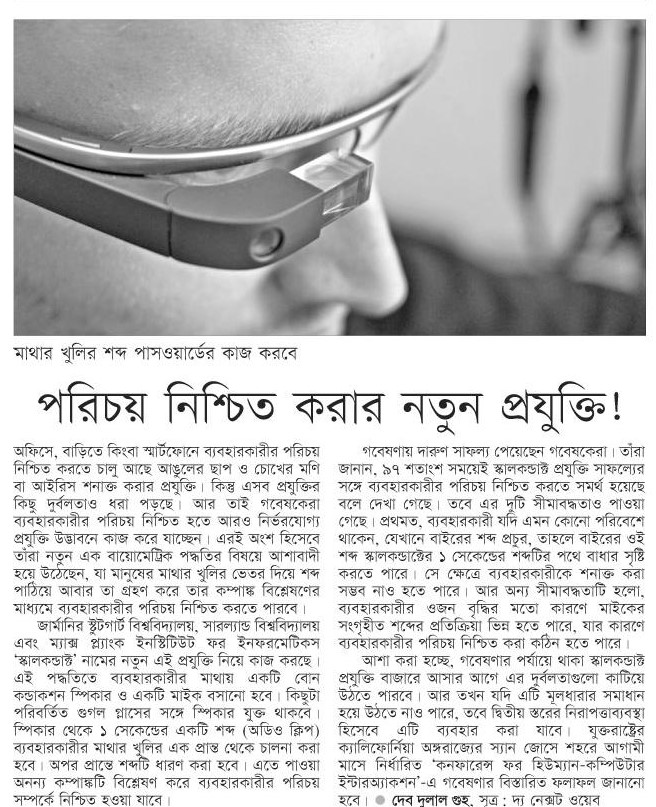 মাথার খুলির শব্দ পাসওয়ার্ডের কাজ করবে
পরিচয় নিশ্চিত করার নতুন প্রযুক্তি!
অফিসে, বাড়িতে কিংবা স্মার্টফোনে ব্যবহারকারীর পরিচয়
নিশ্চিত করতে চালু আছে আঙুলের ছাপ ও চোখের মণি
বা আইরিস শনাক্ত করার প্রযুক্তি। কিন্তু এসব প্রযুক্তির
কিছু দুর্বলতাও ধরা পড়ছে। আর তাই গবেষকেরা
ব্যবহারকারীর পরিচয় নিশ্চিত হতে আরও নির্ভরযোগ্য
প্রযুক্তি উদ্ভাবনে কাজ করে যাচ্ছেন। এরই অংশ হিসেবে
তাঁরা নতুন এক বায়োমেট্রিক পদ্ধতির বিষয়ে আশাবাদী
হয়ে উঠেছেন, যা মানুষের মাথার খুলির ভেতর দিয়ে শব্দ
পাঠিয়ে আবার তা গ্রহণ করে তার কম্পাঙ্ক বিশ্লেষণের
মাধ্যমে ব্যবহারকারীর পরিচয় নিশ্চিত করতে পারবে।
জার্মানির স্টুটগার্ট বিশ্ববিদ্যালয়, সারল্যান্ড বিশ্ববিদ্যালয়
এবং ম্যাক্স প্ল্যাংক ইনস্টিটিউট ফর ইনফরমেটিকস
‘স্কালকন্ডাক্ট’ নামের নতুন এই প্রযুক্তি নিয়ে কাজ করছে।
এই পদ্ধতিতে ব্যবহারকারীর মাথায় একটি বোন
কন্ডাকশন স্পিকার ও একটি মাইক বসানো হবে। কিছুটা
পরিবর্তিত গুগল গ্লাসের সঙ্গে স্পিকার যুক্ত থাকবে।
স্পিকার থেকে ১ সেকেন্ডের একটি শব্দ (অডিও ক্লিপ)
ব্যবহারকারীর মাথার খুলির এক প্রান্ত থেকে চালনা করা
হবে। অপর প্রান্তে শব্দটি ধারণ করা হবে। এতে পাওয়া
অনন্য কম্পাঙ্কটি বিশ্লেষণ করে ব্যবহারকারীর পরিচয়
সম্পর্কে নিশ্চিত হওয়া যাবে।
গবেষণায় দারুণ সাফল্য পেয়েছেন গবেষকেরা। তাঁরা
জানান, ৯৭ শতাংশ সময়েই স্কালকন্ডাক্ট প্রযুক্তি সাফল্যের
সঙ্গে ব্যবহারকারীর পরিচয় নিশ্চিত করতে সমর্থ হয়েছে
বলে দেখা গেছে। তবে এর দুটি সীমাবদ্ধতাও পাওয়া
গেছে। প্রথমত, ব্যবহারকারী যদি এমন কোনো পরিবেশে
থাকেন, যেখানে বাইরের শব্দ প্রচুর, তাহলে বাইরের ওই
শব্দ স্কালকন্ডাক্টের ১ সেকেন্ডের শব্দটির পথে বাধার সৃষ্টি
করতে পারে। সে ক্ষেত্রে ব্যবহারকারীকে শনাক্ত করা
সম্ভব নাও হতে পারে। আর অন্য সীমাবদ্ধতাটি হলো,
ব্যবহারকারীর ওজন বৃদ্ধির মতো কারণে মাইকের
সংগৃহীত শব্দের প্রতিক্রিয়া ভিন্ন হতে পারে, যার কারণে
ব্যবহারকারীর পরিচয় নিশ্চিত করা কঠিন হতে পারে।
আশা করা হচ্ছে, গবেষণার পর্যায়ে থাকা স্কালকন্ডাক্ট
প্রযুক্তি বাজারে আসার আগে এর দুর্বলতাগুলো কাটিয়ে
উঠতে পারবে। আর তখন যদি এটি মূলধারার সমাধান
হয়ে উঠতে নাও পারে, তবে দ্বিতীয় স্তরের নিরাপত্তাব্যবস্থা
হিসেবে এটি ব্যবহার করা যাবে। যুক্তরাষ্ট্রের
ক্যালিফোর্নিয়া অঙ্গরাজ্যের স্যান জোসে শহরে আগামী
মাসে নির্ধারিত ‘কনফারেন্স ফর হিউম্যান-কম্পিউটার
ইন্টারঅ্যাকশন’-এ গবেষণার বিস্তারিত ফলাফল জানানো
হবে। ● দেব দুলাল গুহ, সূত্র : দ্য নেক্সট ওয়েব